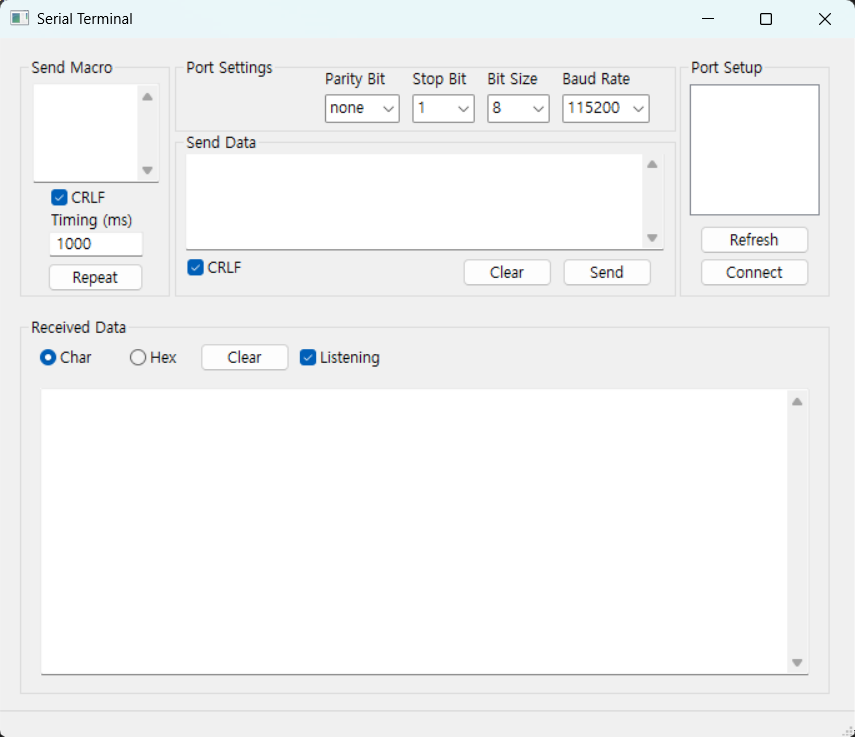 Serial Terminal
Send Macro
CRLF
Timing (ms)
1000
Repeat
Port Settings
Parity Bit Stop Bit Bit Size Baud Rate
none 1 8 115200
Send Data
CRLF Clear Send
Port Setup
Refresh
Connect
Received Data
Char Hex Clear Listening